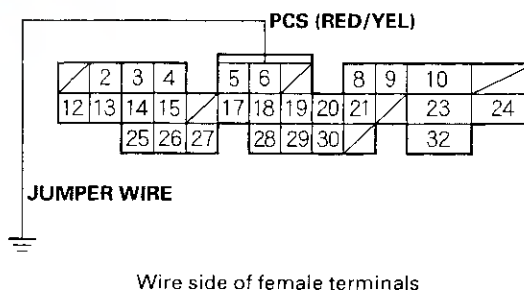 PCS (RED/YEL)
2 3 4 5 6 8 9 10
12 13 14 15 17 18 19 20 21 23 24
25 26 27 28 29 30 32
JUMPER WIRE
Wire side of female terminals